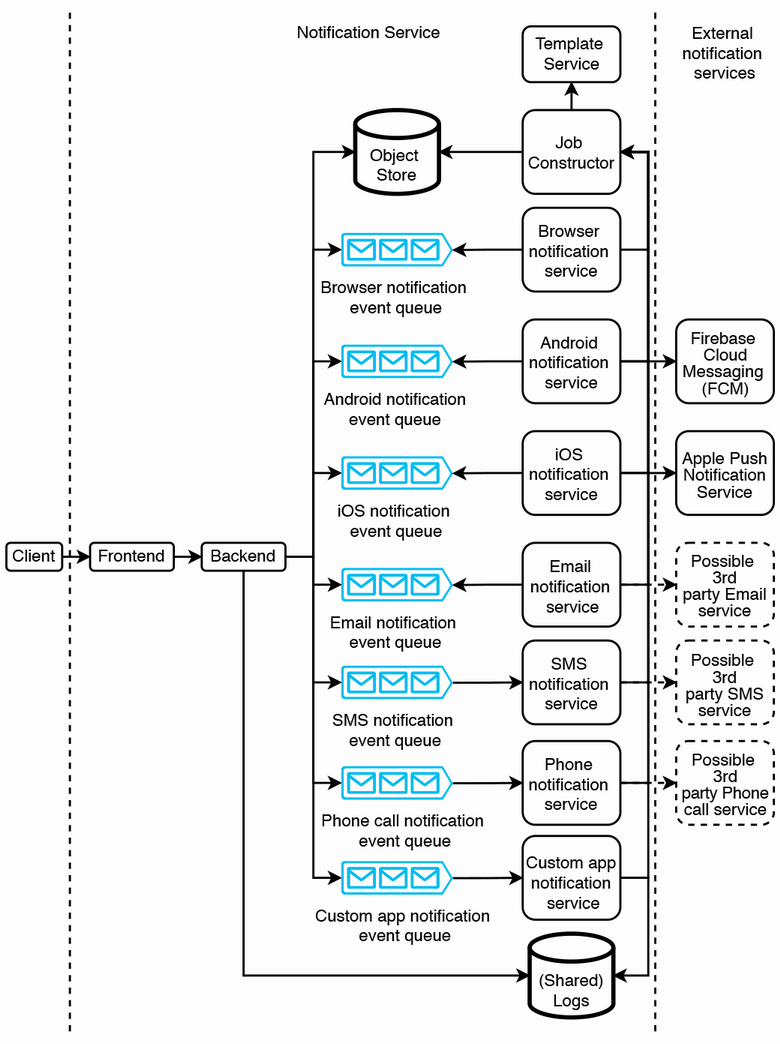 Notification Service
External
notification
services
Template
Service
Object
Store
Job
Constructor
Browser notification
event queue
Browser
notification
service
Android notification
event queue
Android
notification
service
Firebase
Cloud
Messaging
(FCM)
iOS notification
event queue
iOS
notification
service
Apple Push
Notification
Service
Client
Frontend
Backend
Email notification
event queue
Email
notification
service
Possible
3rd
party Email
service
SMS notification
event queue
SMS
notification
service
Possible
3rd
party SMS
service
Phone call notification
event queue
Phone
notification
service
Possible
3rd
party Phone
call service
Custom app notification
event queue
Custom app
notification
service
(Shared)
Logs